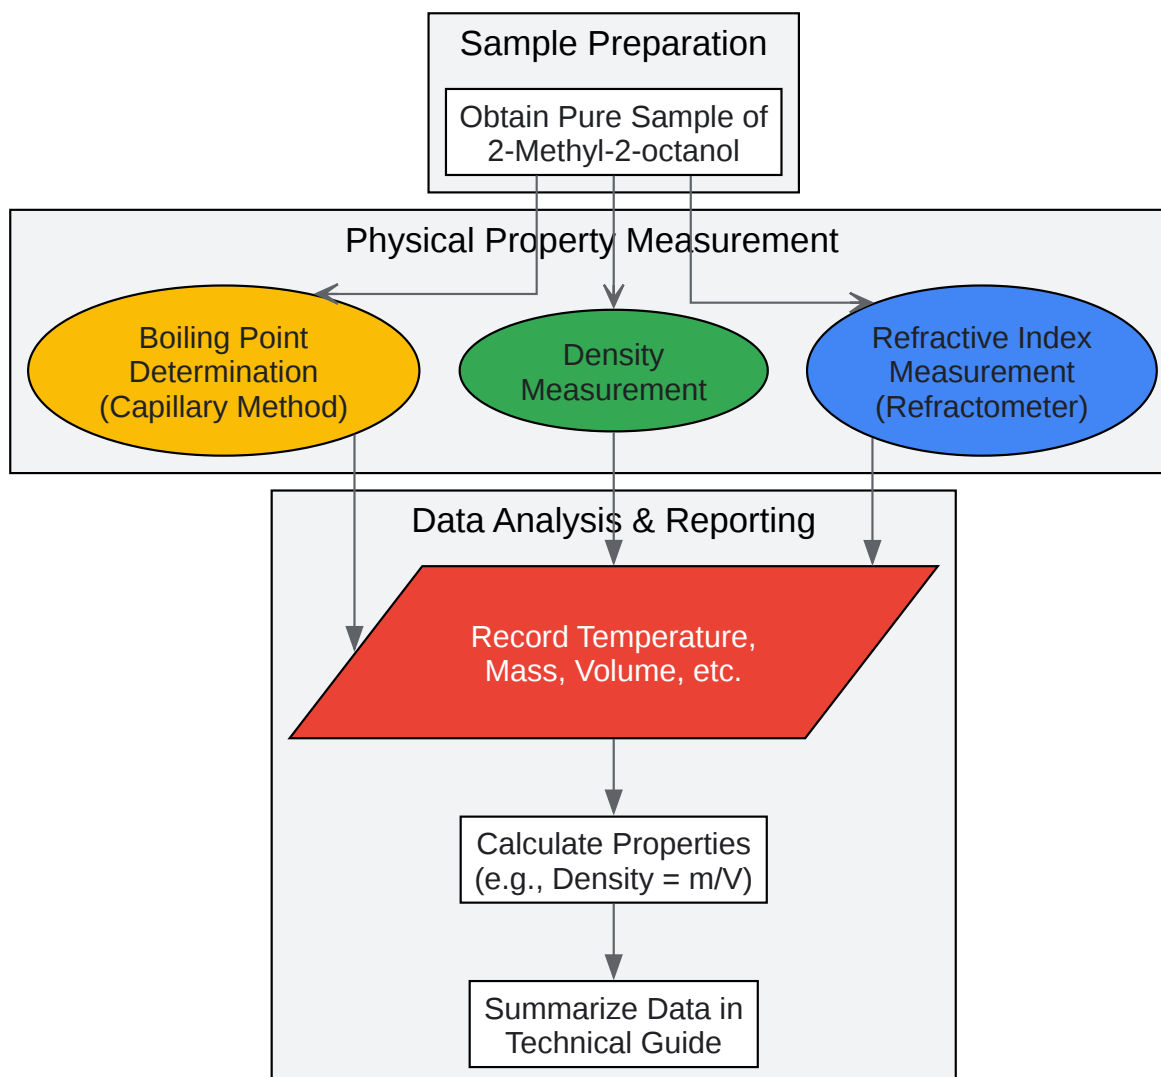 Sample Preparation
Obtain Pure Sample of
2-Methyl-2-octanol
Physical Property Measurement
Boiling Point
Determination
(Capillary Method)
Density
Measurement
Refractive Index
Measurement
(Refractometer)
Data Analysis & Reporting
Record Temperature,
Mass, Volume, etc.
Calculate Properties
(e.g., Density = m/V)
Summarize Data in
Technical Guide